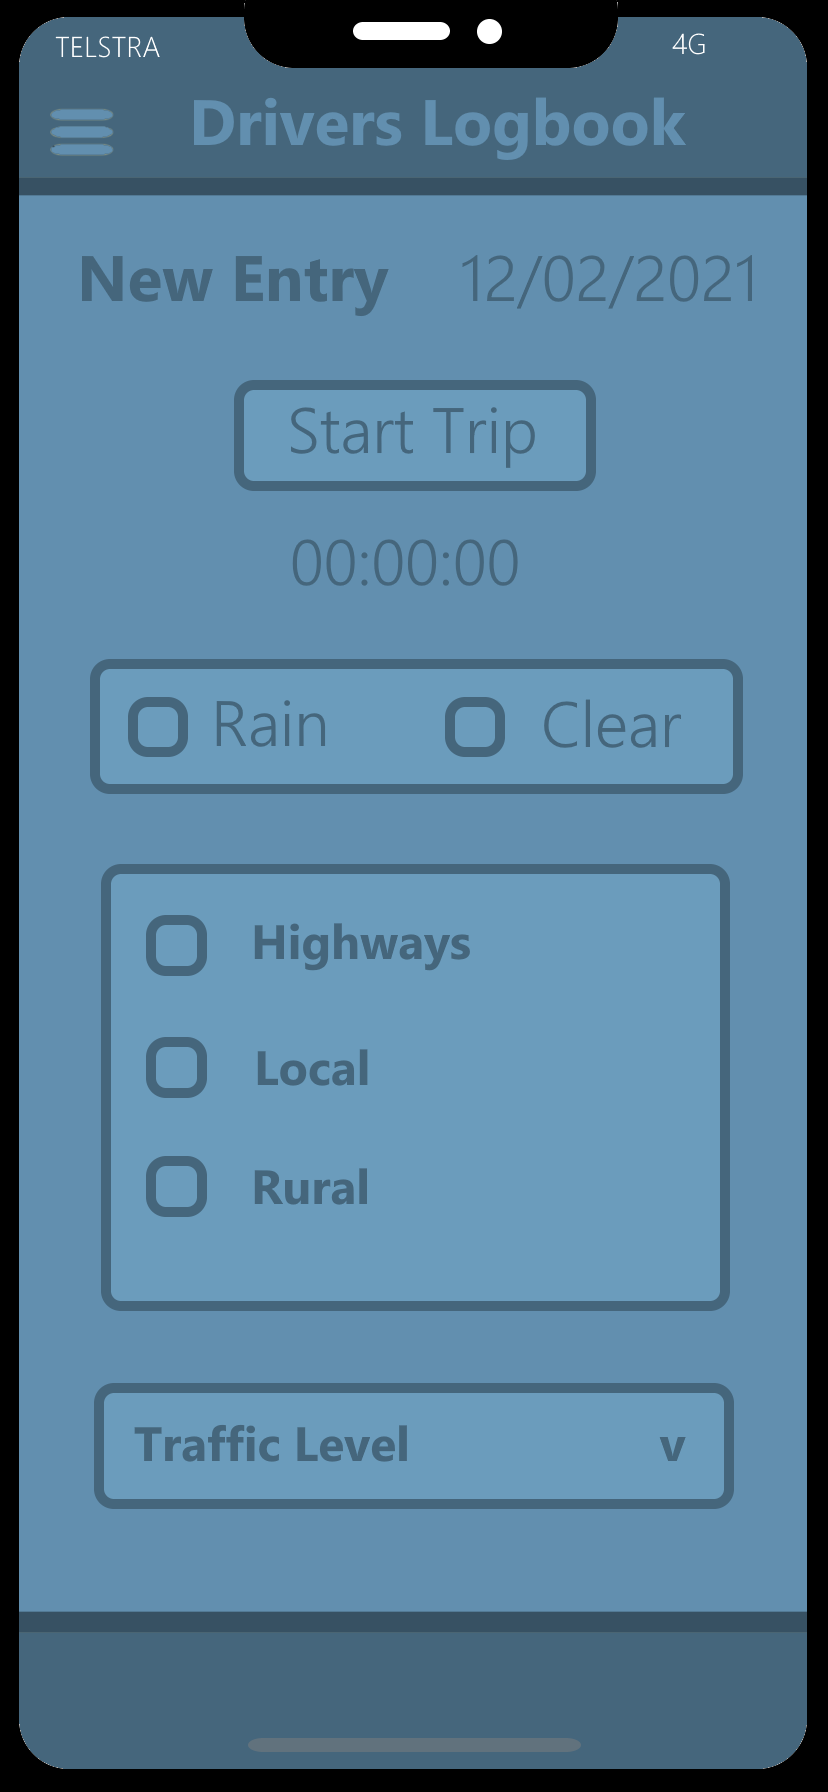 TELSTRA 4G
Drivers Logbook
New Entry 12/02/2021
Start Trip
00:00:00
Rain Clear
Highways
Local
Rural
Traffic Level v